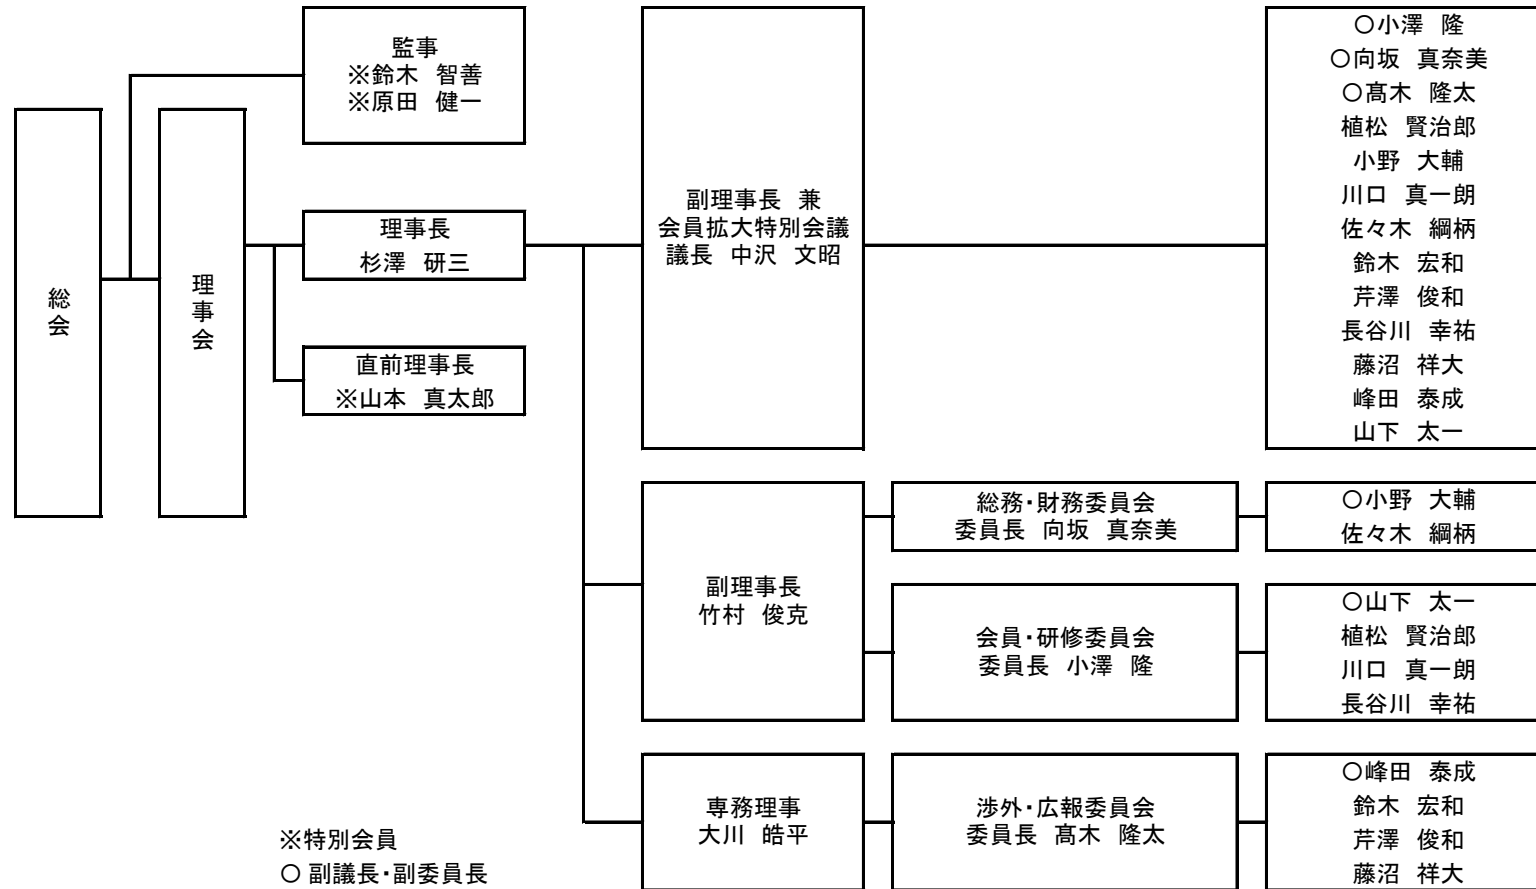 総会
理事会
監事
※鈴木 智善
※原田 健一
理事長
杉澤 研三
直前理事長
※山本 真太郎
副理事長 兼
会員拡大特別会議
議長 中沢 文昭
○小澤 隆
○向坂 真奈美
○髙木 隆太
植松 賢治郎
小野 大輔
川口 真一朗
佐々木 綱柄
鈴木 宏和
芹澤 俊和
長谷川 幸祐
藤沼 祥大
峰田 泰成
山下 太一
副理事長
竹村 俊克
総務・財務委員会
委員長 向坂 真奈美
○小野 大輔
佐々木 綱柄
会員・研修委員会
委員長 小澤 隆
○山下 太一
植松 賢治郎
川口 真一朗
長谷川 幸祐
専務理事
大川 皓平
渉外・広報委員会
委員長 髙木 隆太
○峰田 泰成
鈴木 宏和
芹澤 俊和
藤沼 祥大
※特別会員
○ 副議長・副委員長